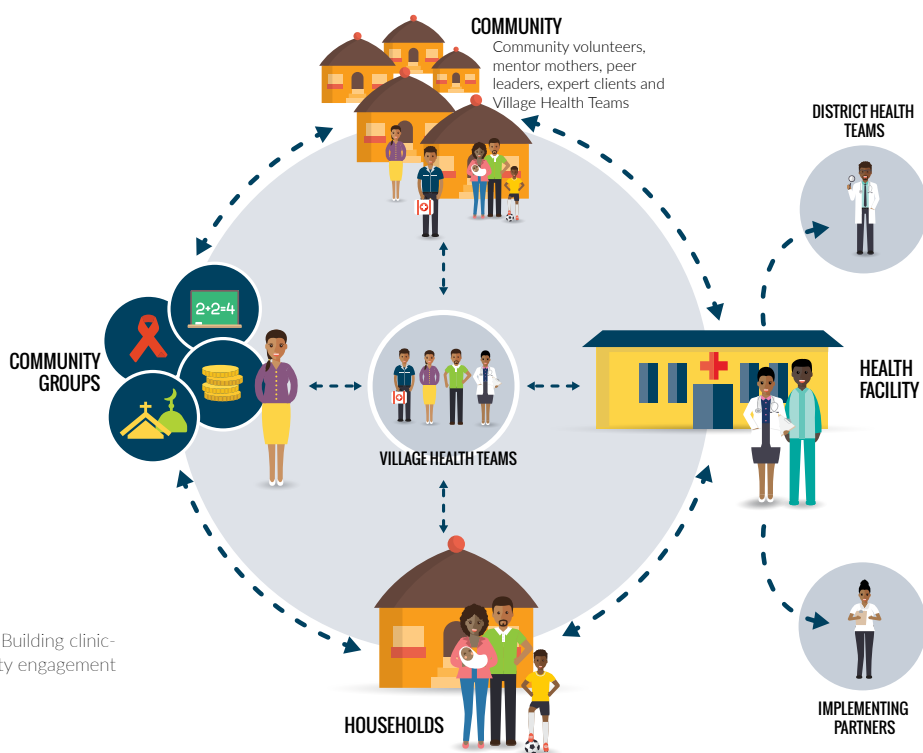 COMMUNITY
Community volunteers,
mentor mothers, peer
leaders, expert clients and
Village Health Teams
DISTRICT HEALTH
TEAMS
2+2=4
COMMUNITY
GROUPS
HEALTH
FACILITY
VILLAGE HEALTH TEAMS
Building clinic-
ty engagement
HOUSEHOLDS
IMPLEMENTING
PARTNERS